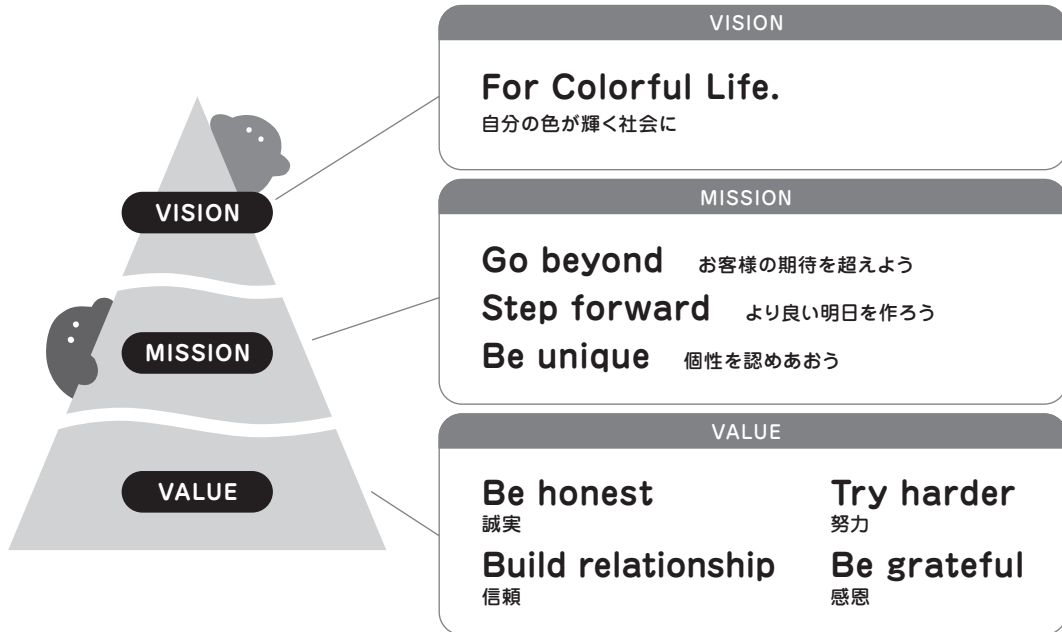 VISION
MISSION
VALUE
VISION
For Colorful Life.
自分の色が輝く社会に
MISSION
Go beyond お客様の期待を超えよう
Step forward より良い明日を作ろう
Be unique 個性を認めあおう
VALUE
Be honest
誠実
Try harder
努力
Build relationship
信頼
Be grateful
感恩